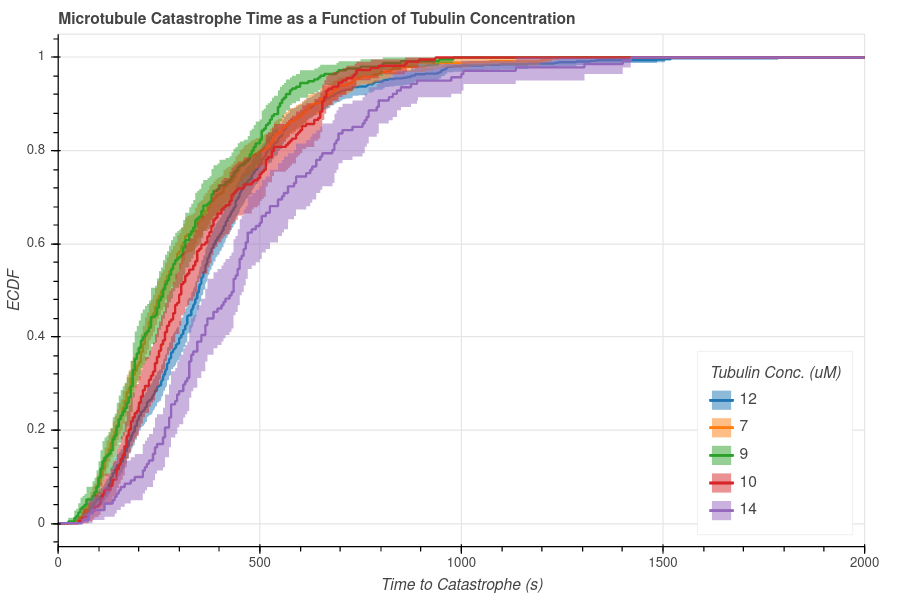 Microtubule Catastrophe Time as a Function of Tubulin Concentration
1
0.8
0.6
0.4
0.2
0
ECDF
Tubulin Conc. (uM)
12
7
9
10
14
0 500 1000 1500 2000
Time to Catastrophe (s)